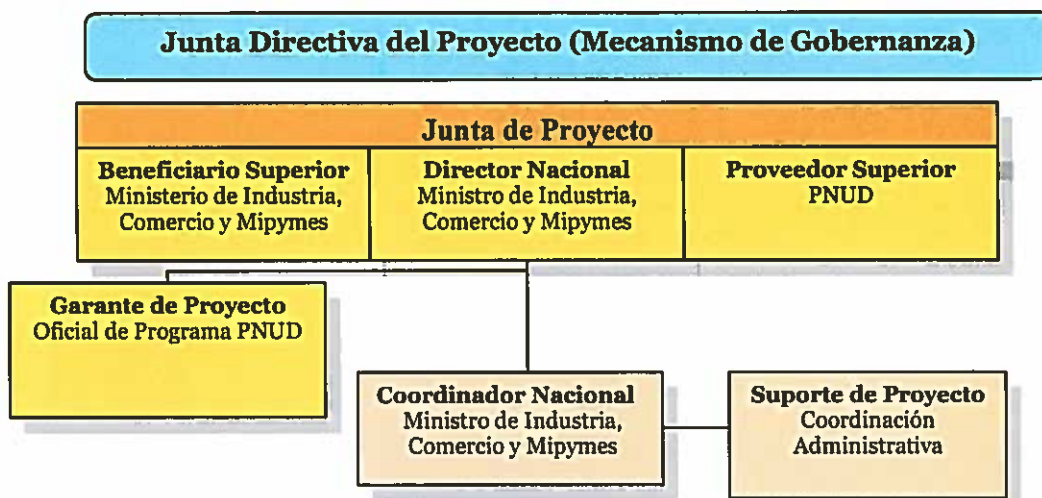 Junta Directiva del Proyecto (Mecanismo de Gobernanza)
Junta de Proyecto
Beneficiario Superior
Ministerio de Industria,
Comercio y Mipymes
Director Nacional
Ministro de Industria,
Comercio y Mipymes
Proveedor Superior
PNUD
Garante de Proyecto
Oficial de Programa PNUD
Coordinador Nacional
Ministro de Industria,
Comercio y Mipymes
Suporte de Proyecto
Coordinación
Administrativa